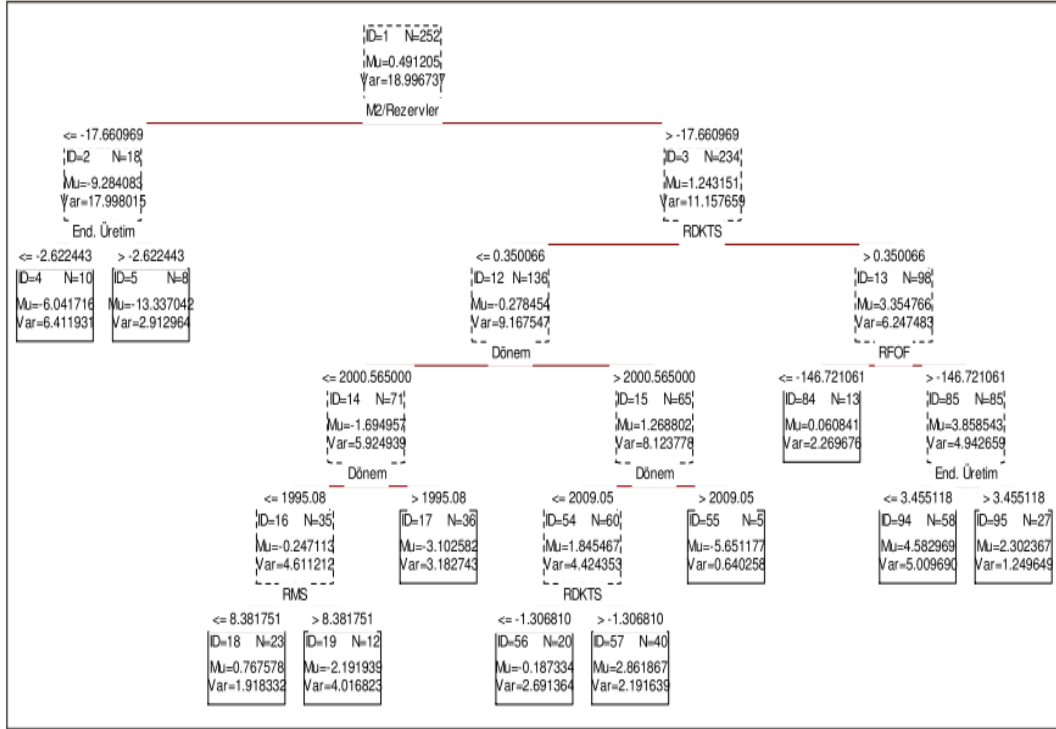 ID=1 N=252
Mu=0.491205
Var=18.996737
M2/Rezervler
<= -17.660969
> -17.660969
ID=2 N=18
Mu=-9.284083
Var=17.998015
End. Üretim
ID=3 N=234
Mu=1.243151
Var=11.157659
RDKTS
<= -2.622443
> -2.622443
<= 0.350066
> 0.350066
ID=4 N=10
Mu=-6.041716
Var=6.411931
ID=5 N=8
Mu=-13.337042
Var=2.912964
ID=12 N=136
Mu=-0.278454
Var=9.167547
Dönem
ID=13 N=98
Mu=3.354766
Var=6.247483
RFOF
<= 2000.565000
> 2000.565000
<= -146.721061
> -146.721061
ID=14 N=71
Mu=-1.694957
Var=5.924939
Dönem
ID=15 N=65
Mu=1.268802
Var=8.123778
Dönem
ID=84 N=13
Mu=0.060841
Var=2.269676
ID=85 N=85
Mu=3.858543
Var=4.942659
End. Üretim
<= 1995.08
> 1995.08
<= 2009.05
> 2009.05
<= 3.455118
> 3.455118
ID=16 N=35
Mu=-0.247113
Var=4.611212
RMS
ID=17 N=36
Mu=-3.102582
Var=3.182743
ID=54 N=60
Mu=1.845467
Var=4.424353
RDKTS
ID=55 N=5
Mu=-5.651177
Var=0.640258
ID=94 N=58
Mu=4.582969
Var=5.009690
ID=95 N=27
Mu=2.302367
Var=1.249649
<= 8.381751
> 8.381751
<= -1.306810
> -1.306810
ID=18 N=23
Mu=0.767578
Var=1.918332
ID=19 N=12
Mu=-2.191939
Var=4.016823
ID=56 N=20
Mu=-0.187334
Var=2.691364
ID=57 N=40
Mu=2.861867
Var=2.191639